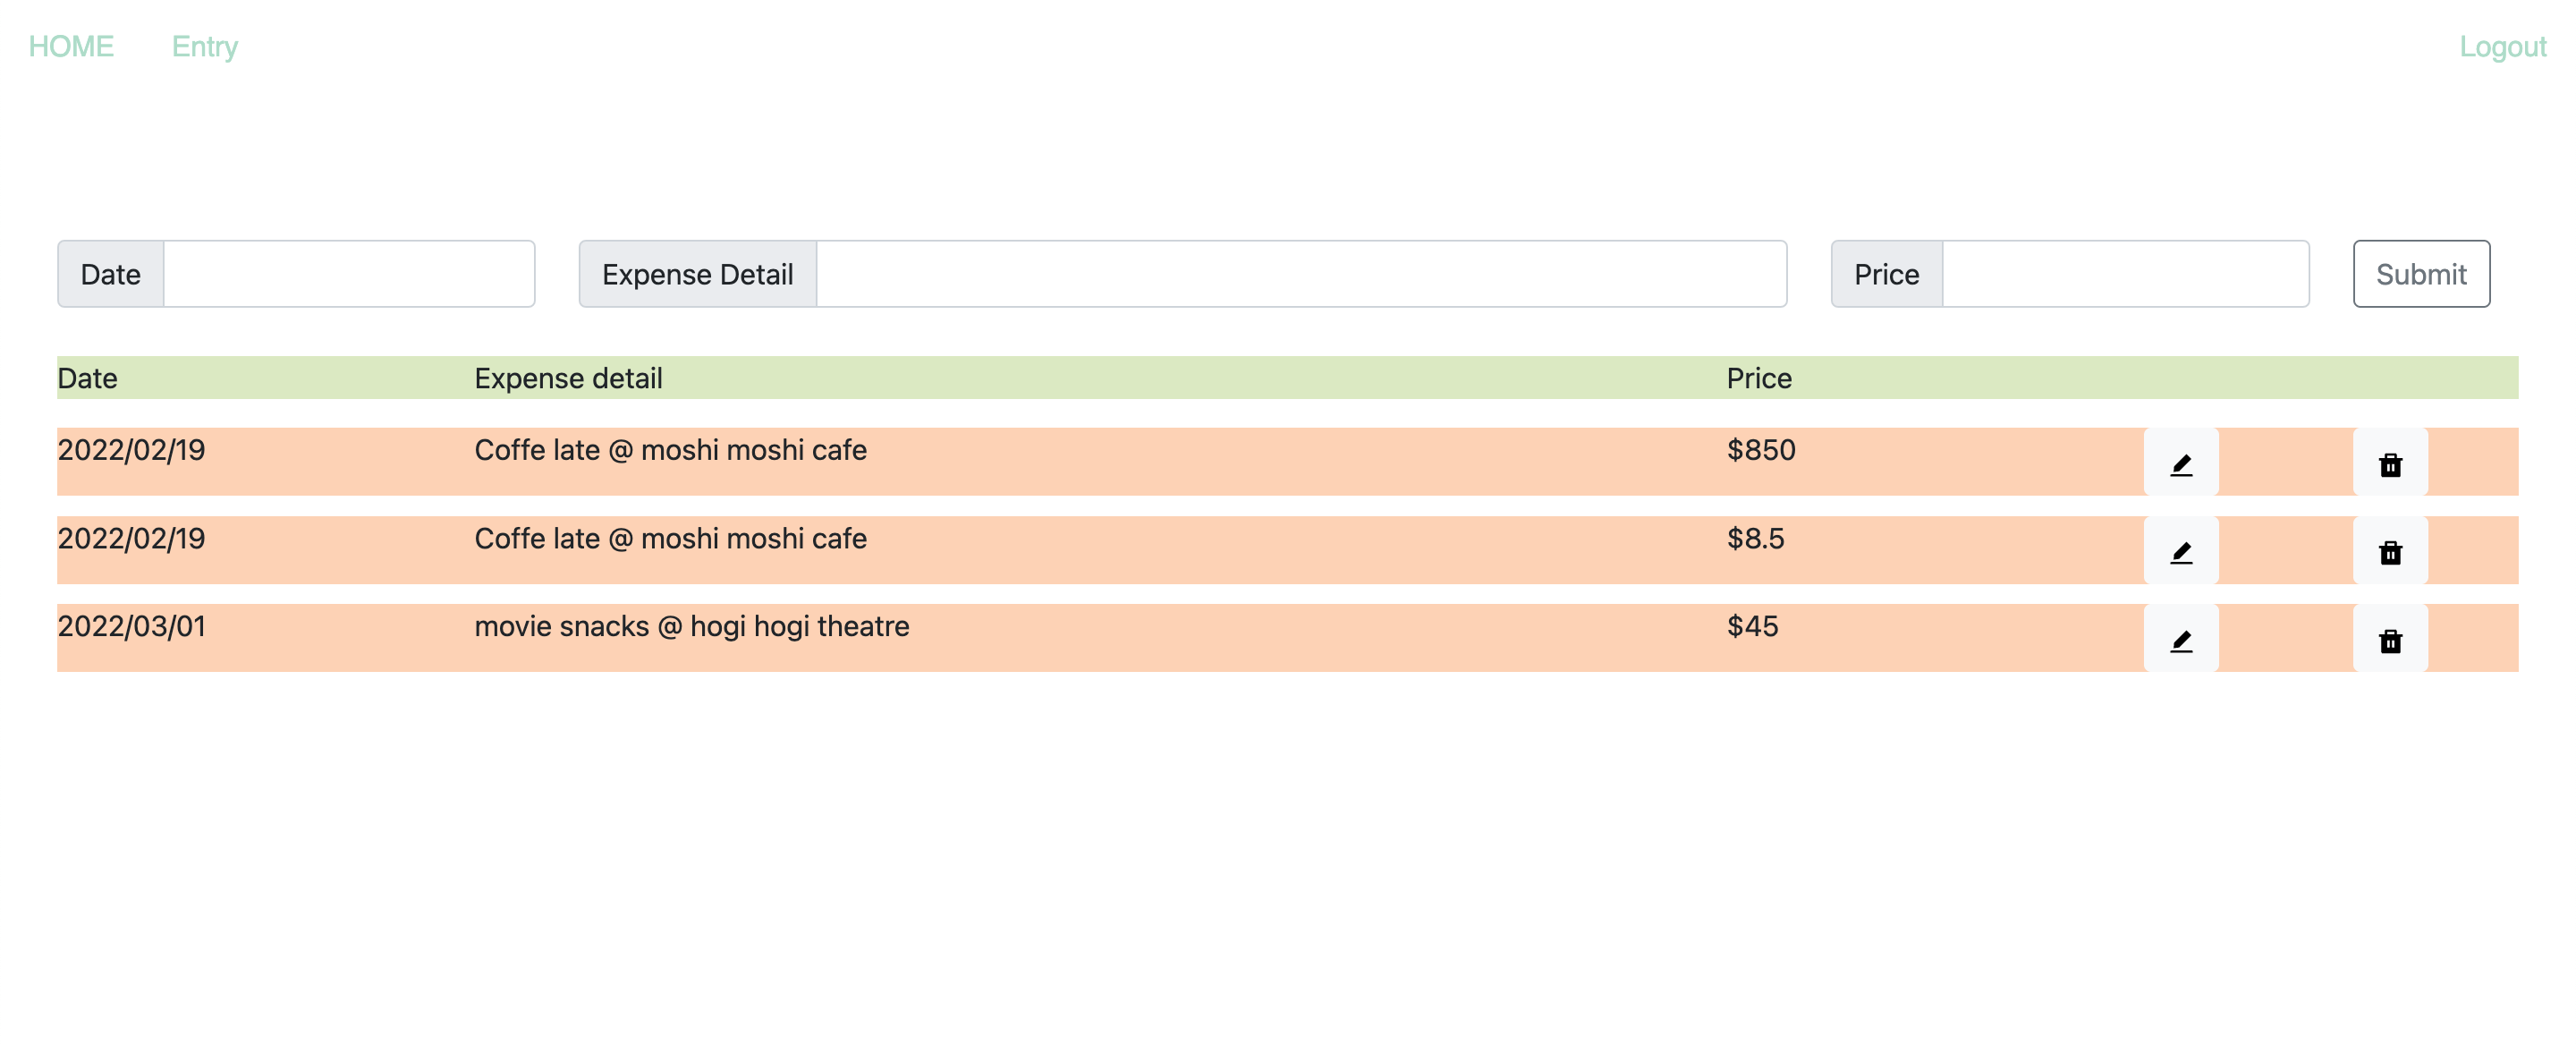 HOME Entry Logout
Date Expense Detail Price Submit
Date Expense detail Price
2022/02/19 Coffe late @ moshi moshi cafe $850
2022/02/19 Coffe late @ moshi moshi cafe $8.5
2022/03/01 movie snacks @ hogi hogi theatre $45